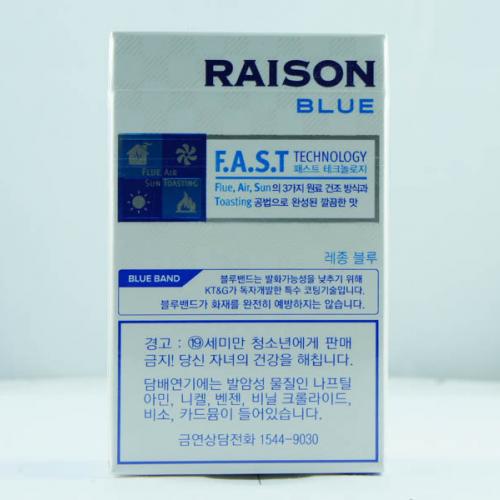 RAISON
BLUE
FLUE AIR
SUN TOASTING
F.A.S.T TECHNOLOGY
패스트 테크놀로지
Flue, Air, Sun의 3가지 원료 건조 방식과
Toasting 공법으로 완성된 깔끔한 맛
레종 블루
BLUE BAND
블루밴드는 발화가능성을 낮추기 위해
KT&G가 독자개발한 특수 코팅기술입니다.
블루밴드가 화재를 완전히 예방하지는 않습니다.
경고 : ⑲세미만 청소년에게 판매
금지! 당신 자녀의 건강을 해칩니다.
담배연기에는 발암성 물질인 나프틸
아민, 니켈, 벤젠, 비닐 크롤라이드,
비소, 카드뮴이 들어있습니다.
금연상담전화 1544-9030